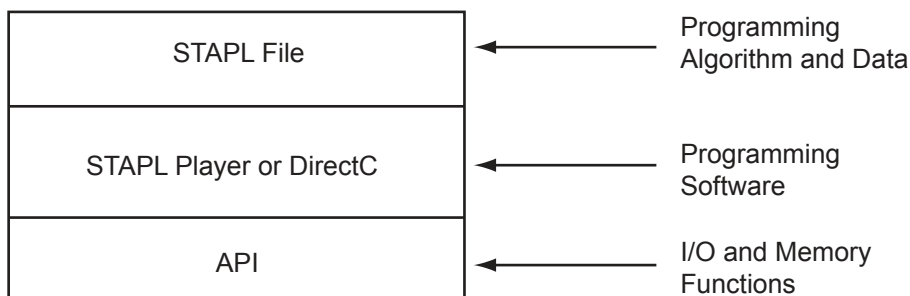 STAPL File
Programming
Algorithm and Data
STAPL Player or DirectC
Programming
Software
API
I/O and Memory
Functions